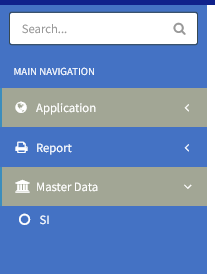 Search...
MAIN NAVIGATION
Application
Report
Master Data
SI